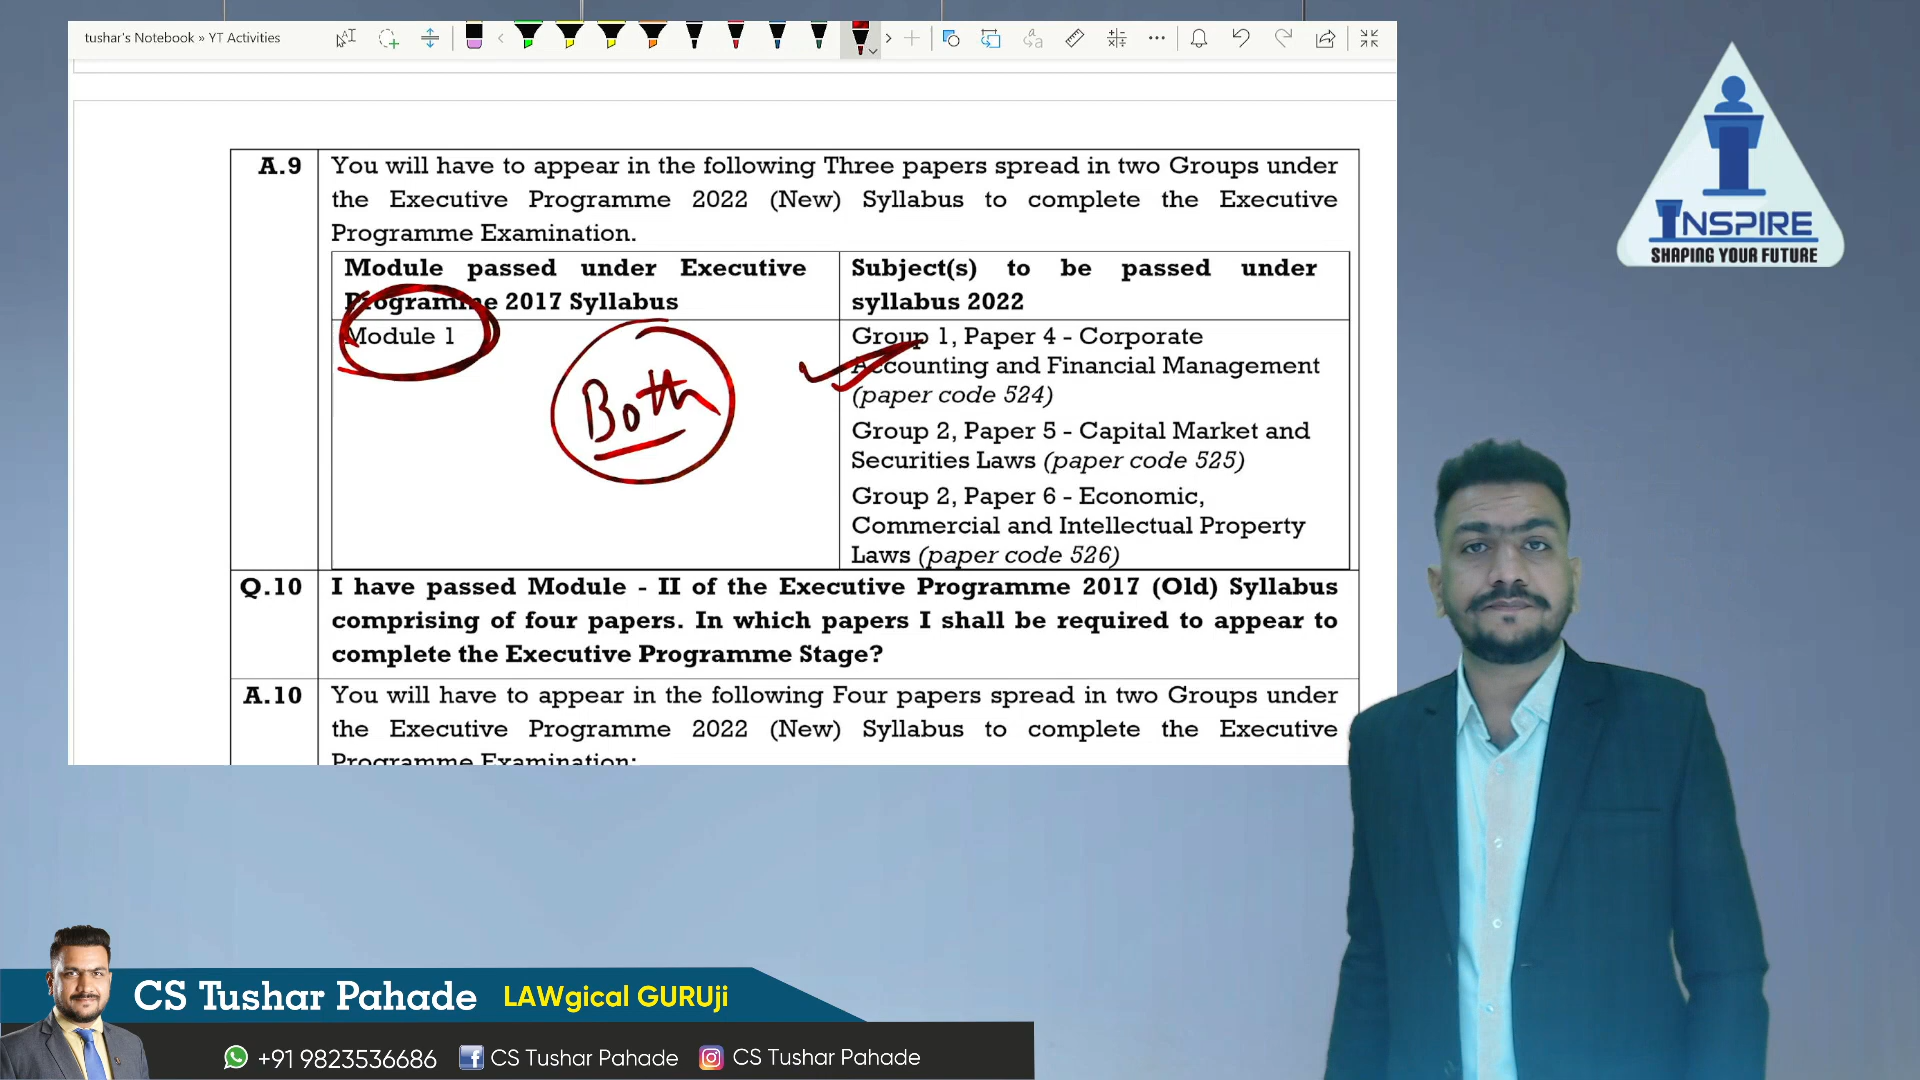 tushar's Notebook » YT Activities
A.9
You will have to appear in the following Three papers spread in two Groups under
the Executive Programme 2022 (New) Syllabus to complete the Executive
Programme Examination.
Module passed under Executive
Programme 2017 Syllabus
Subject(s) to be passed under
syllabus 2022
Module 1
Both
Group 1, Paper 4 - Corporate
Accounting and Financial Management
(paper code 524)
Group 2, Paper 5 - Capital Market and
Securities Laws (paper code 525)
Group 2, Paper 6 - Economic,
Commercial and Intellectual Property
Laws (paper code 526)
Q.10
I have passed Module - II of the Executive Programme 2017 (Old) Syllabus
comprising of four papers. In which papers I shall be required to appear to
complete the Executive Programme Stage?
A.10
You will have to appear in the following Four papers spread in two Groups under
the Executive Programme 2022 (New) Syllabus to complete the Executive
Programme Examination:
INSPIRE
SHAPING YOUR FUTURE
CS Tushar Pahade LAWgical GURUji
+91 9823536686 CS Tushar Pahade CS Tushar Pahade